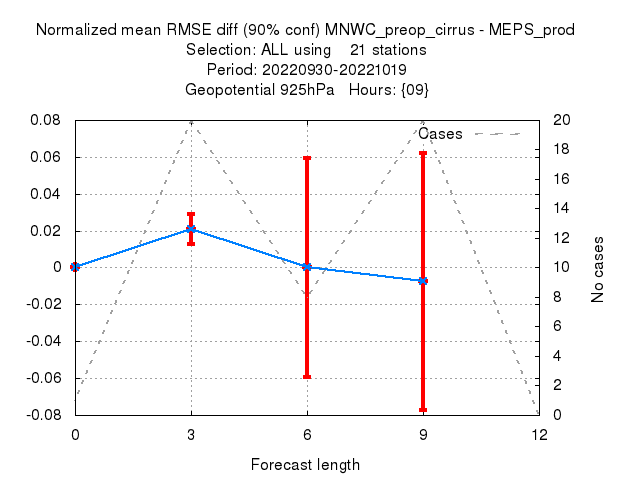 Normalized mean RMSE diff (90% conf) MNWC_preop_cirrus - MEPS_prod
Selection: ALL using 21 stations
Period: 20220930-20221019
Geopotential 925hPa Hours: {09}
Cases
0.08
0.06
0.04
0.02
0
-0.02
-0.04
-0.06
-0.08
20
18
16
14
12
10
8
6
4
2
0
No cases
0 3 6 9 12
Forecast length